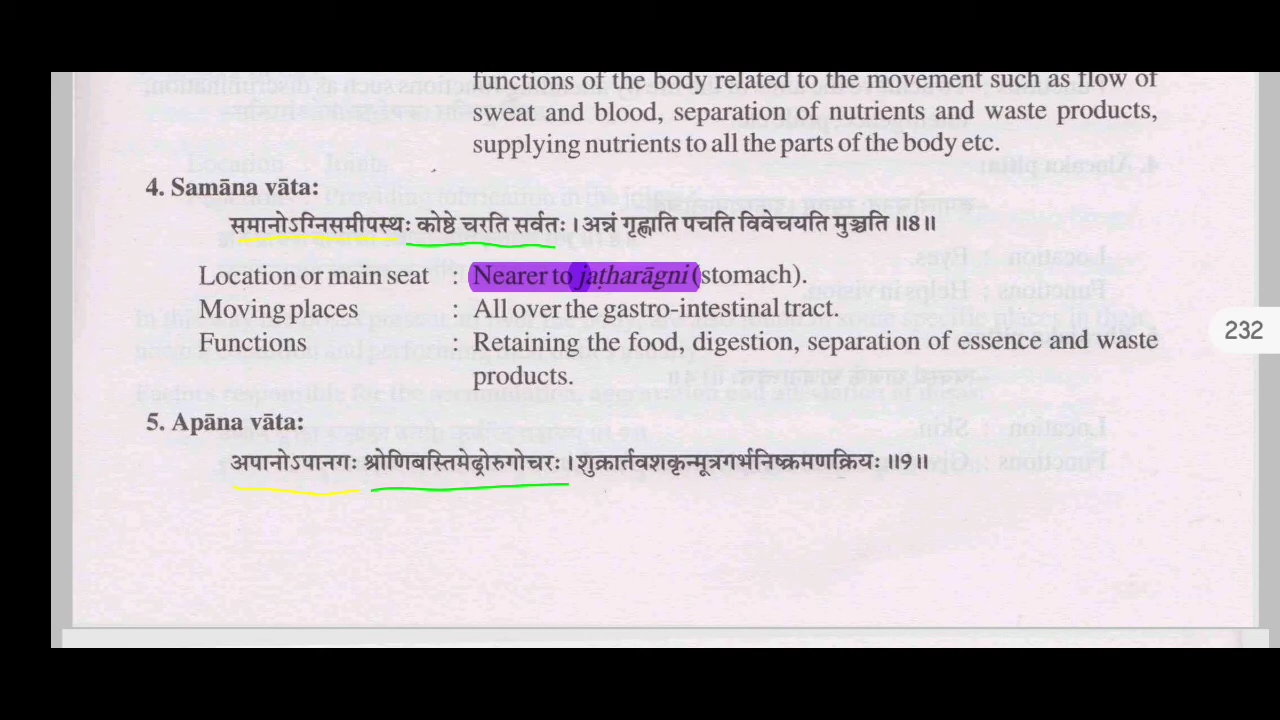 functions of the body related to the movement such as flow of
sweat and blood, separation of nutrients and waste products,
supplying nutrients to all the parts of the body etc.
4. Samāna vāta:
समानोऽग्निसमीपस्थः कोष्ठे चरति सर्वतः । अन्नं गृह्णाति पचति विवेचयति मुञ्चति ॥8॥
Location or main seat : Nearer to jaṭharāgni (stomach).
Moving places : All over the gastro-intestinal tract.
Functions : Retaining the food, digestion, separation of essence and waste
products.
5. Apāna vāta:
अपानोऽपानगः श्रोणिबस्तिमेढ्रोरुगोचरः । शुक्रार्तवशकृन्मूत्रगर्भनिष्क्रमणक्रियः ॥9॥
232